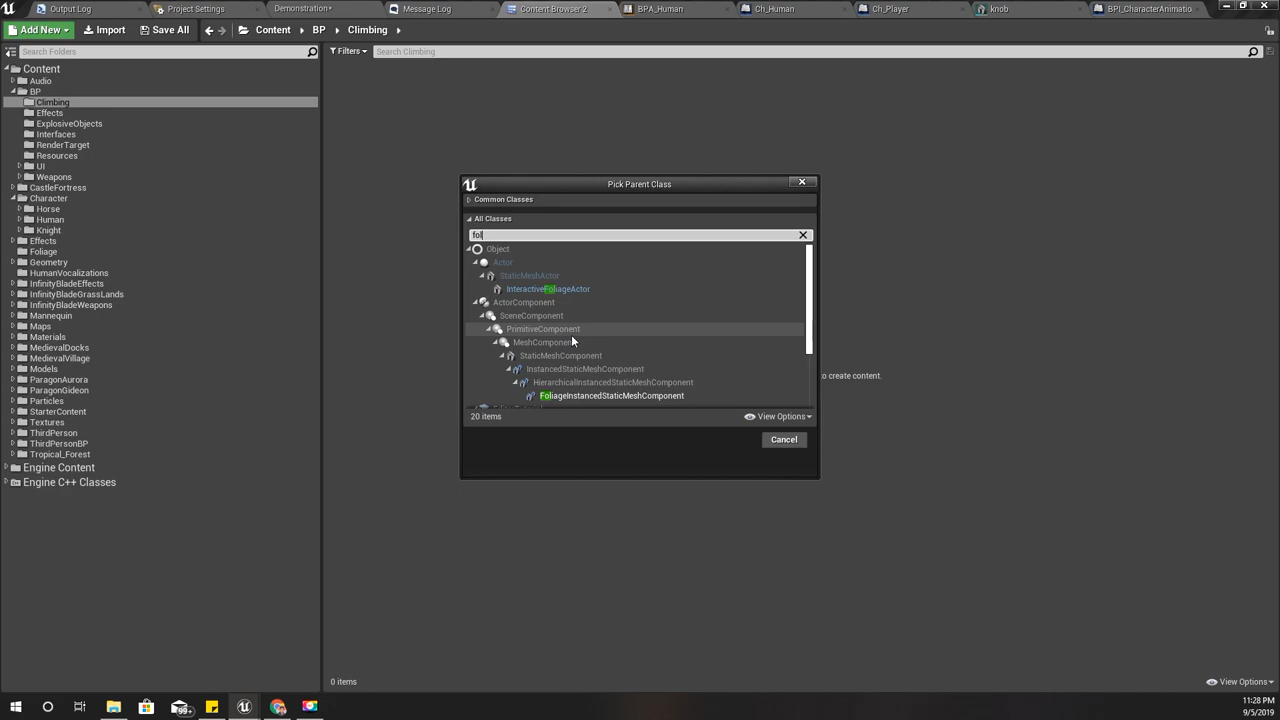 Output Log
Project Settings
Demonstration•
Message Log
Content Browser 2
BPA_Human
Ch_Human
Ch_Player
knob
BPI_CharacterAnimatio
Add New
Import
Save All
Content
BP
Climbing
Search Folders
Filters
Search Climbing
Content
Audio
BP
Climbing
Effects
ExplosiveObjects
Interfaces
RenderTarget
Resources
UI
Weapons
CastleFortress
Character
Horse
Human
Knight
Effects
Foliage
Geometry
HumanVocalizations
InfinityBladeEffects
InfinityBladeGrassLands
InfinityBladeWeapons
Mannequin
Maps
Materials
MedievalDocks
MedievalVillage
Models
ParagonAurora
ParagonGideon
Particles
StarterContent
Textures
ThirdPerson
ThirdPersonBP
Tropical_Forest
Engine Content
Engine C++ Classes
Pick Parent Class
Common Classes
All Classes
fol
Object
Actor
StaticMeshActor
InteractiveFoliageActor
ActorComponent
SceneComponent
PrimitiveComponent
MeshComponent
StaticMeshComponent
InstancedStaticMeshComponent
HierarchicalInstancedStaticMeshComponent
FoliageInstancedStaticMeshComponent
20 items
View Options
Cancel
to create content.
0 items
View Options
99+
11:28 PM
9/5/2019